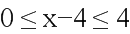 0 ≤ x–4 ≤ 4